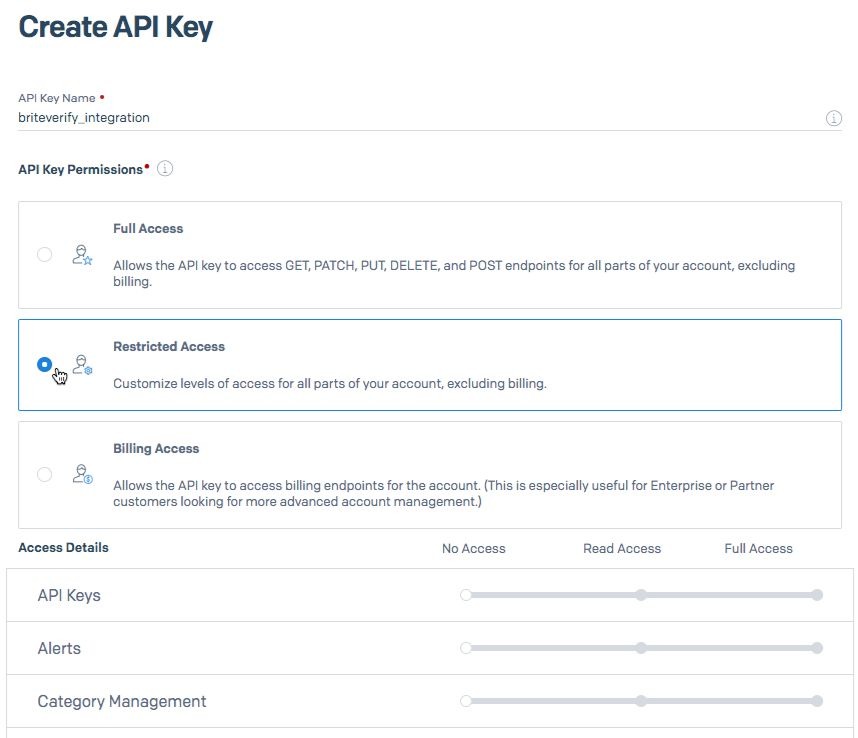 Create API Key
API Key Name •
briteverify_integration
API Key Permissions•
Full Access
Allows the API key to access GET, PATCH, PUT, DELETE, and POST endpoints for all parts of your account, excluding
billing.
Restricted Access
Customize levels of access for all parts of your account, excluding billing.
Billing Access
Allows the API key to access billing endpoints for the account. (This is especially useful for Enterprise or Partner
customers looking for more advanced account management.)
Access Details No Access Read Access Full Access
API Keys
Alerts
Category Management